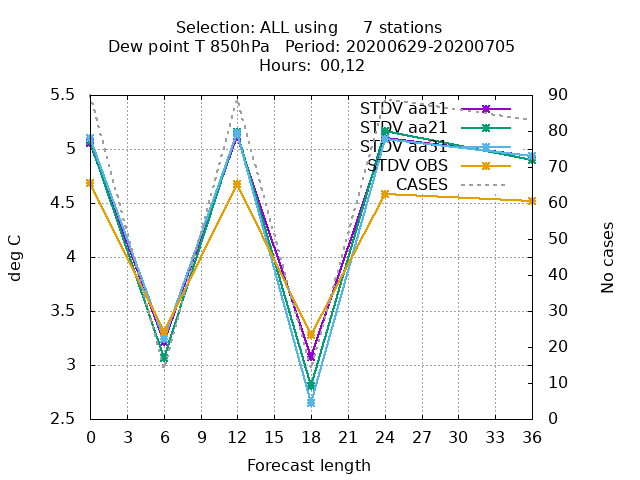 Selection: ALL using     7 stations
Dew point T 850hPa   Period: 20200629-20200705
Hours: 00,12
5.5
5
4.5
4
3.5
3
2.5
deg C
90
80
70
60
50
40
30
20
10
0
No cases
STDV aa11
STDV aa21
STDV aa31
STDV OBS
CASES
0 3 6 9 12 15 18 21 24 27 30 33 36
Forecast length